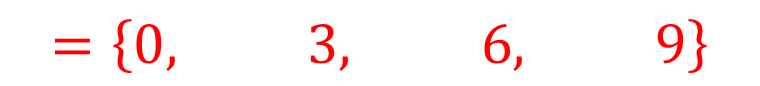 = {0, 3, 6, 9}